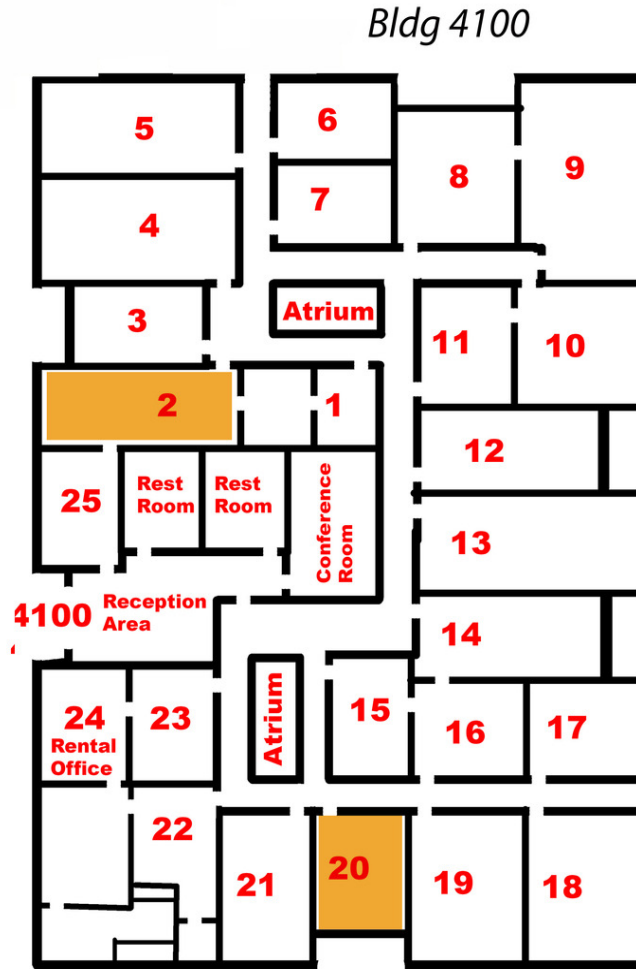 Bldg 4100
5
6
7
8
9
4
3
Atrium
11
10
2
1
12
25
Rest
Room
Rest
Room
Conference
Room
13
4100
Reception
Area
14
24
Rental
Office
23
Atrium
15
16
17
22
21
20
19
18